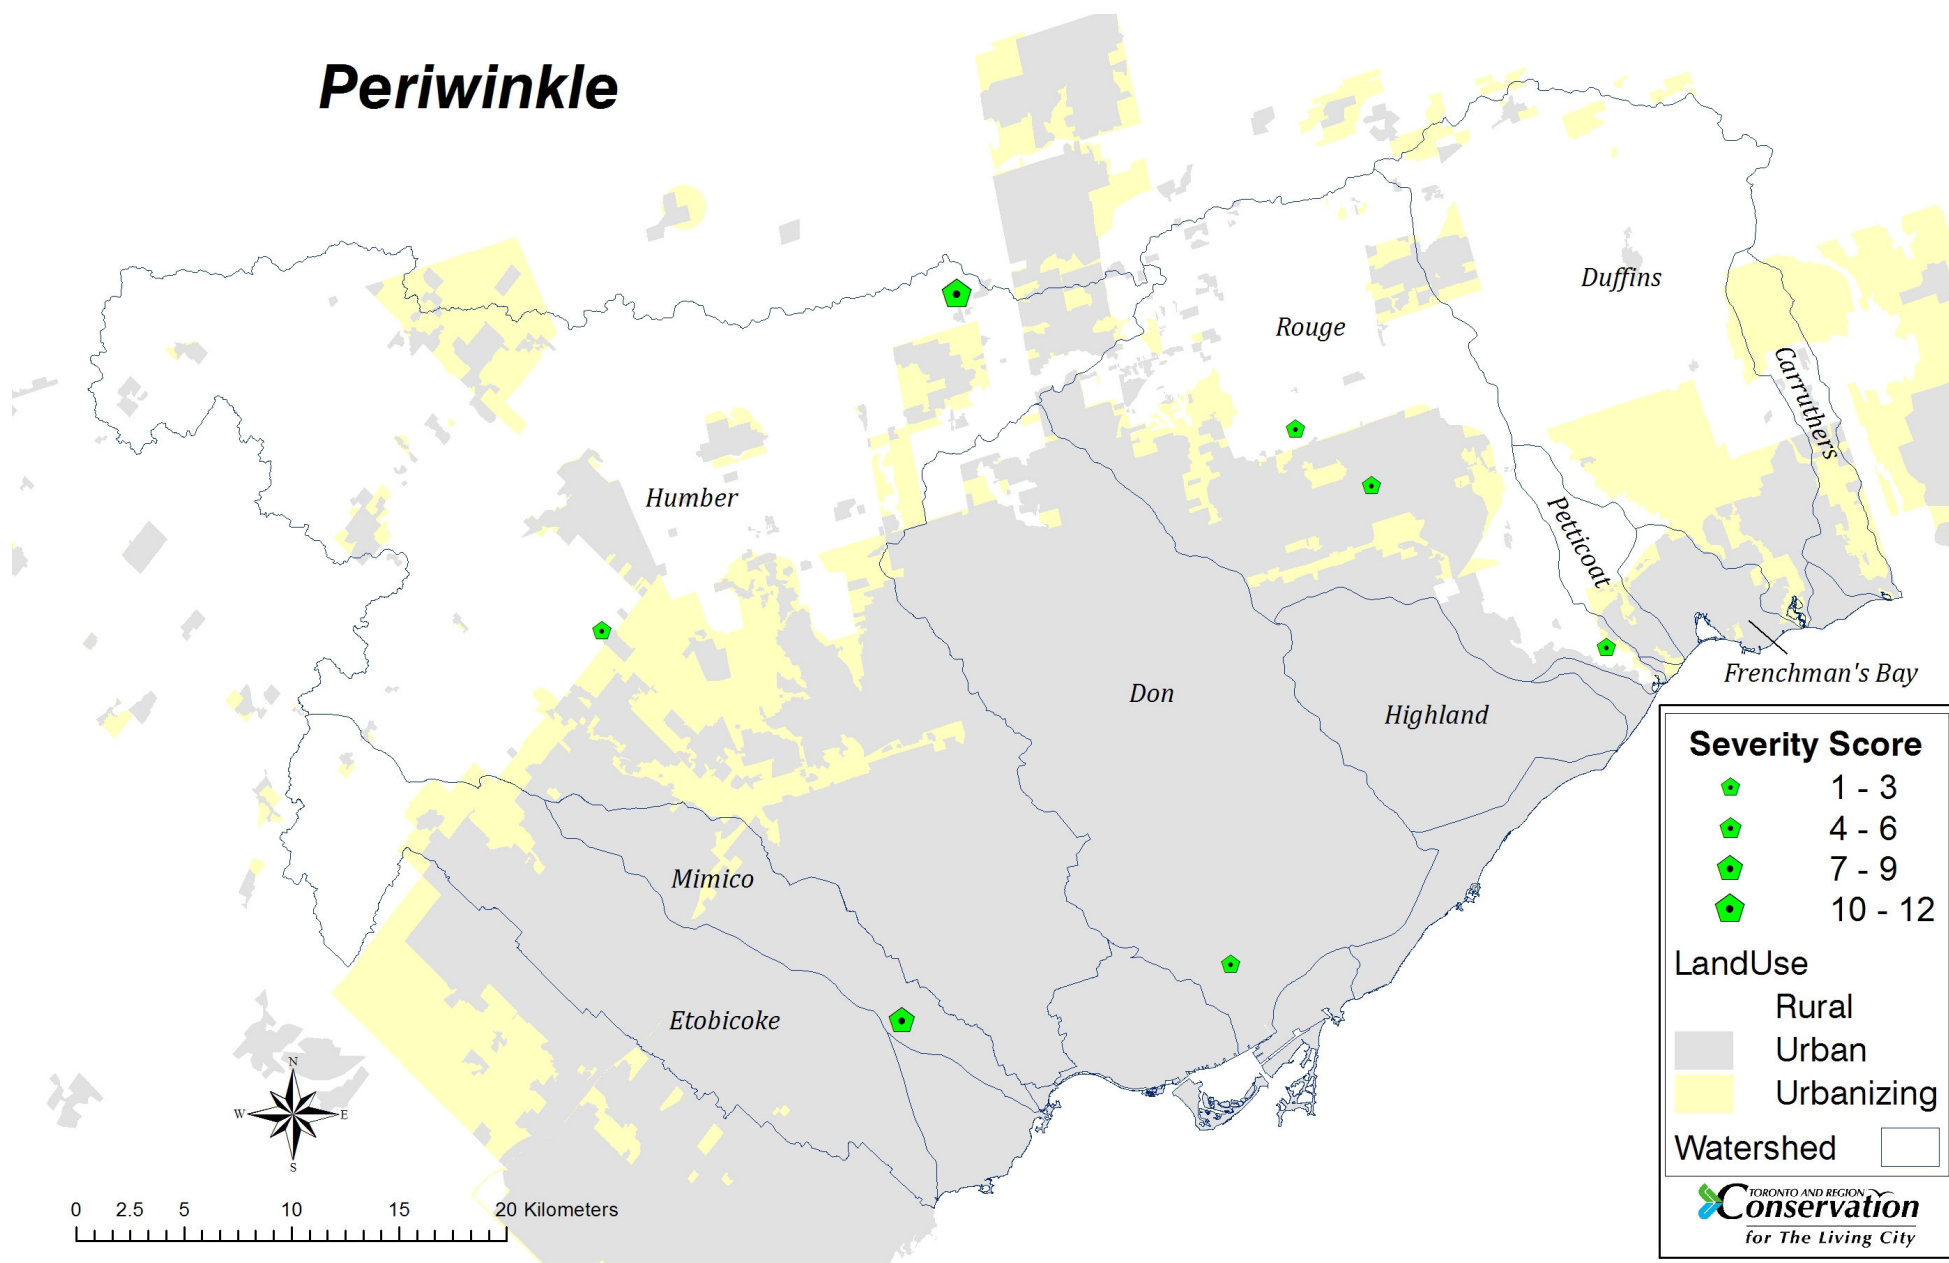 Periwinkle
Duffins
Rouge
Carruthers
Humber
Petticoat
Frenchman's Bay
Don
Highland
Mimico
Etobicoke
Severity Score
1 - 3
4 - 6
7 - 9
10 - 12
LandUse
Rural
Urban
Urbanizing
Watershed
TORONTO AND REGION
Conservation
for The Living City
N
W E
S
0 2.5 5 10 15 20 Kilometers